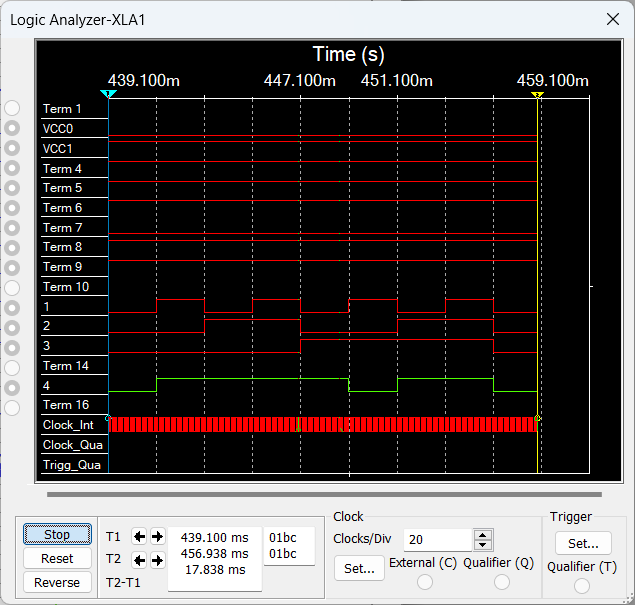 Logic Analyzer-XLA1
Time (s)
439.100m 447.100m 451.100m 459.100m
Term 1
VCC0
VCC1
Term 4
Term 5
Term 6
Term 7
Term 8
Term 9
Term 10
1
2
3
Term 14
4
Term 16
Clock_Int
Clock_Qua
Trigg_Qua
Stop
Reset
Reverse
T1 439.100 ms 01bc
T2 456.938 ms 01bc
T2-T1 17.838 ms
Clock
Clocks/Div 20
Set... External (C) Qualifier (Q)
Trigger
Set...
Qualifier (T)